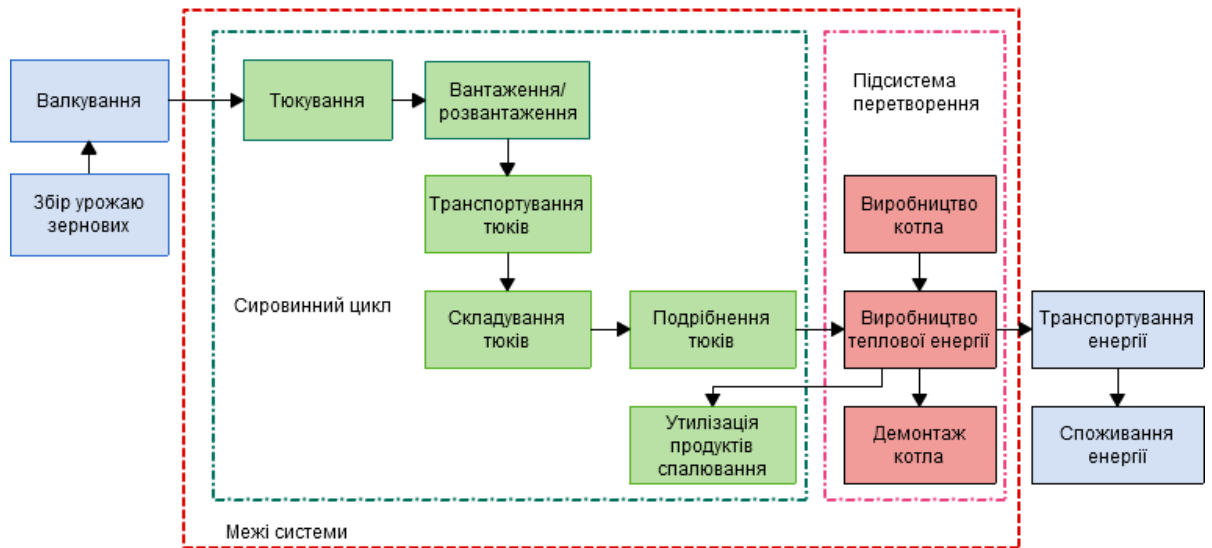 Валкування
Збір урожаю
зернових
Тюкування
Вантаження/
розвантаження
Транспортування
тюків
Сировинний цикл
Складування
тюків
Подрібнення
тюків
Утилізація
продуктів
спалювання
Підсистема
перетворення
Виробництво
котла
Виробництво
теплової енергії
Демонтаж
котла
Транспортування
енергії
Споживання
енергії
Межі системи